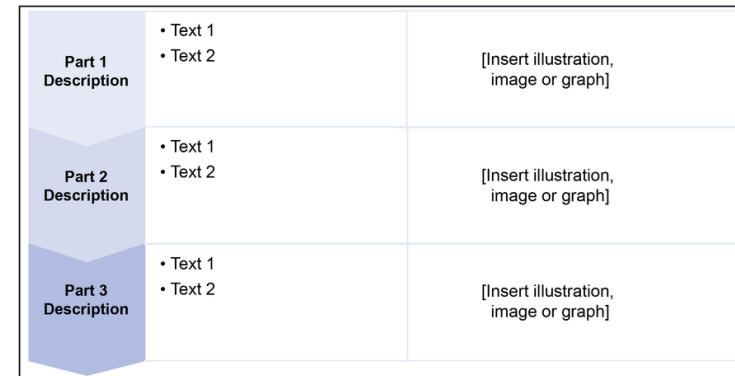 Part 1
Description
• Text 1
• Text 2
[Insert illustration,
image or graph]
Part 2
Description
• Text 1
• Text 2
[Insert illustration,
image or graph]
Part 3
Description
• Text 1
• Text 2
[Insert illustration,
image or graph]